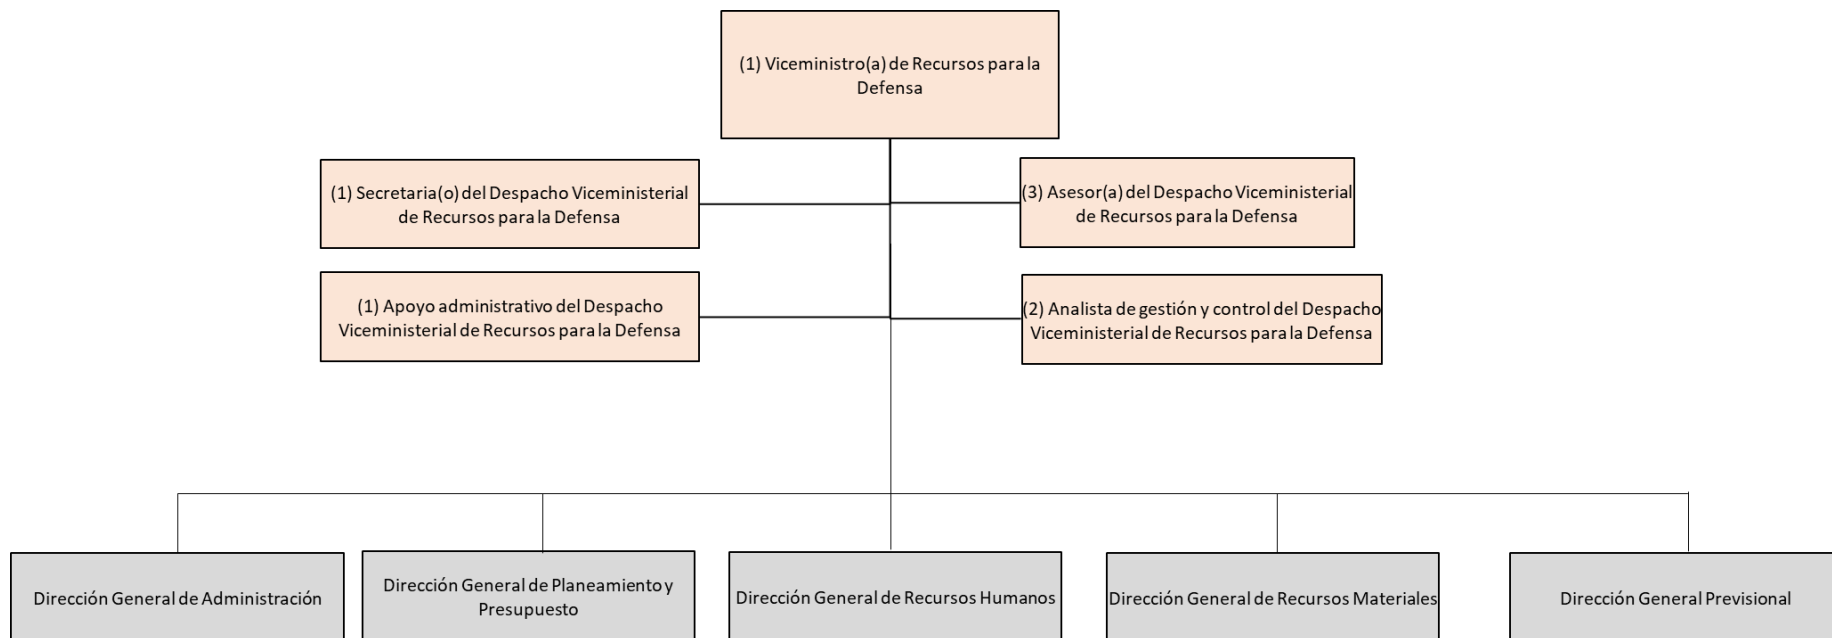 (1) Viceministro(a) de Recursos para la
Defensa
(1) Secretaria(o) del Despacho Viceministerial
de Recursos para la Defensa
(3) Asesor(a) del Despacho Viceministerial
de Recursos para la Defensa
(1) Apoyo administrativo del Despacho
Viceministerial de Recursos para la Defensa
(2) Analista de gestión y control del Despacho
Viceministerial de Recursos para la Defensa
Dirección General de Administración
Dirección General de Planeamiento y
Presupuesto
Dirección General de Recursos Humanos
Dirección General de Recursos Materiales
Dirección General Previsional